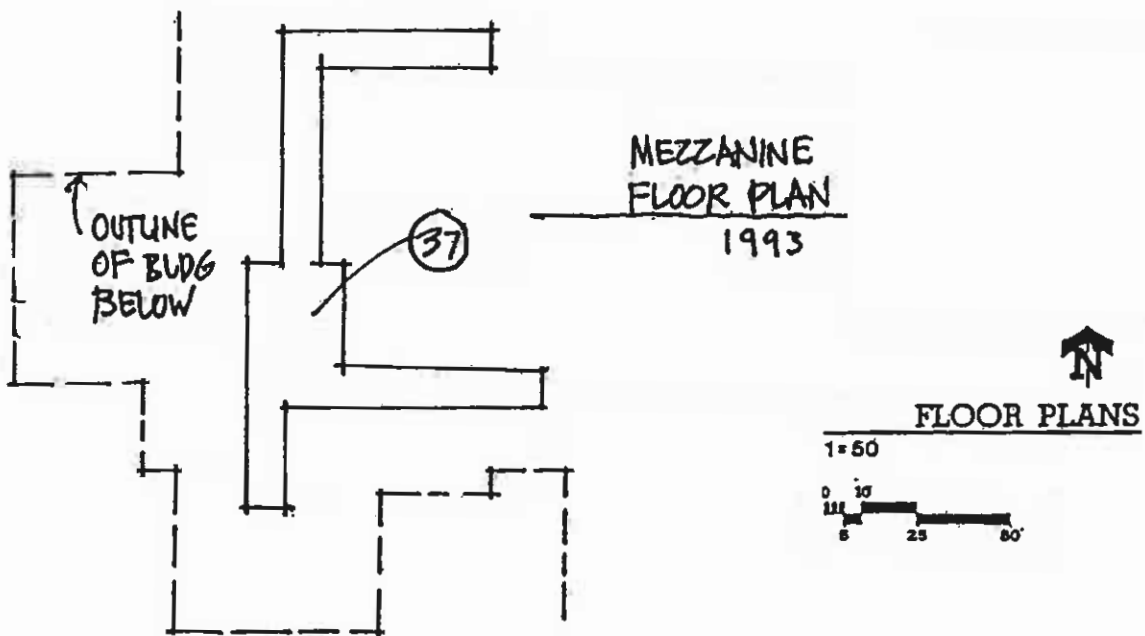 MEZZANINE
FLOOR PLAN
1993
OUTLINE
OF BLDG
BELOW
37
N
FLOOR PLANS
1=50
0 10
5 25 50'